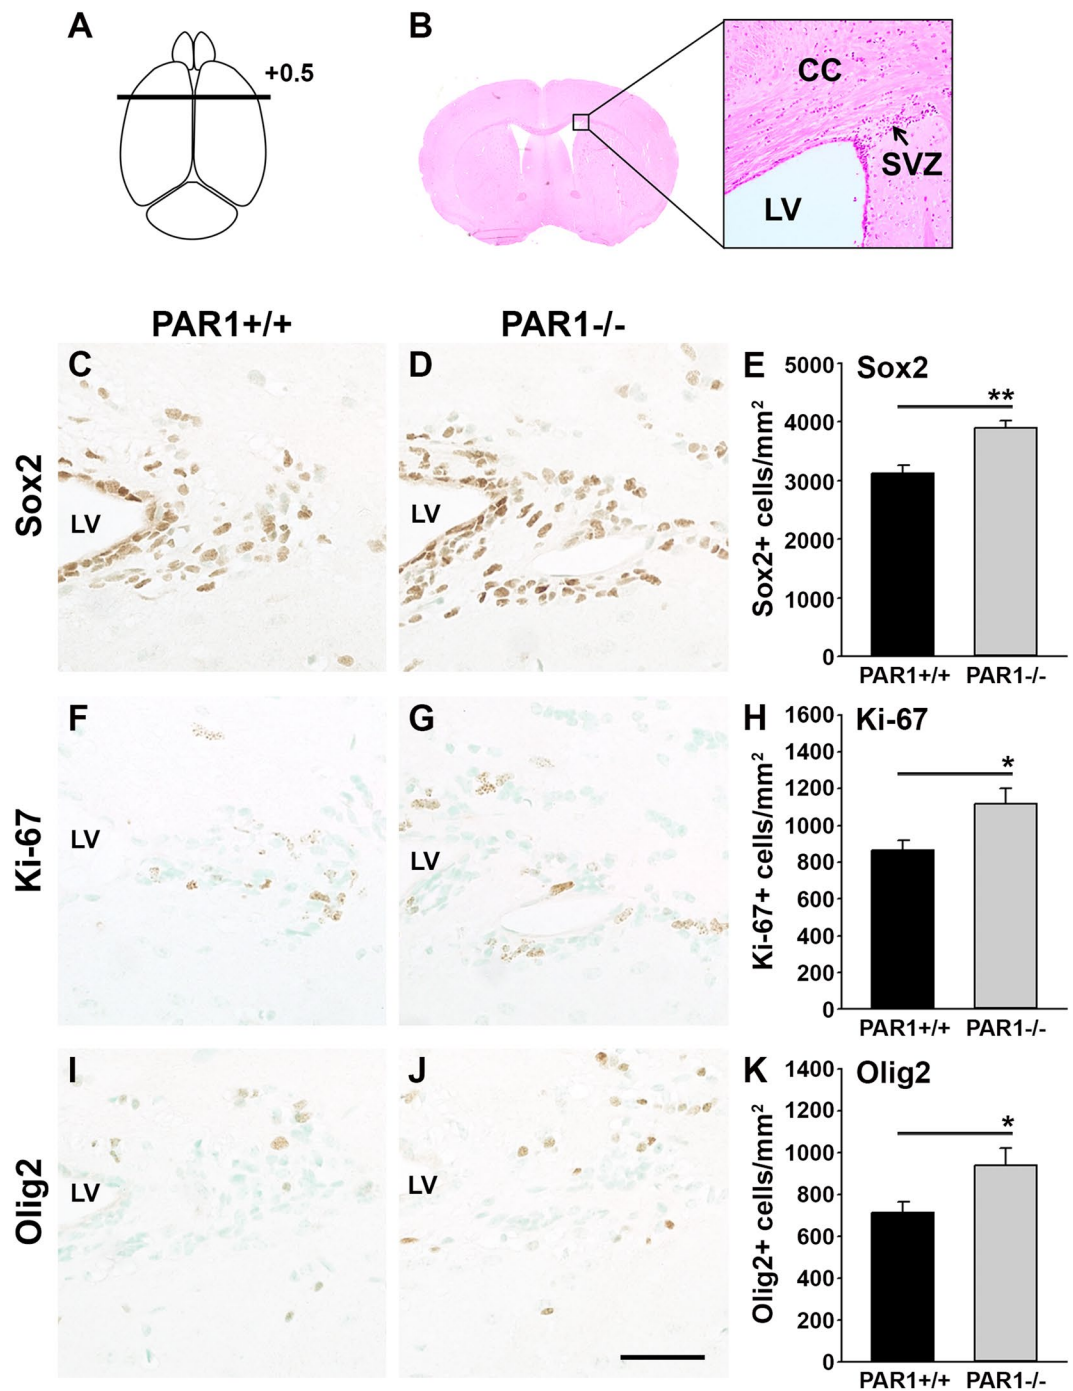 A
+0.5
B
CC
SVZ
LV
PAR1+/+
PAR1-/-
Sox2
C
LV
D
LV
E
Sox2
Sox2+ cells/mm²
5000
4000
3000
2000
1000
0
**
PAR1+/+
PAR1-/-
Ki-67
F
LV
G
LV
H
Ki-67
Ki-67+ cells/mm²
1600
1400
1200
1000
800
600
400
200
0
*
PAR1+/+
PAR1-/-
Olig2
I
LV
J
LV
K
Olig2
Olig2+ cells/mm²
1400
1200
1000
800
600
400
200
0
*
PAR1+/+
PAR1-/-